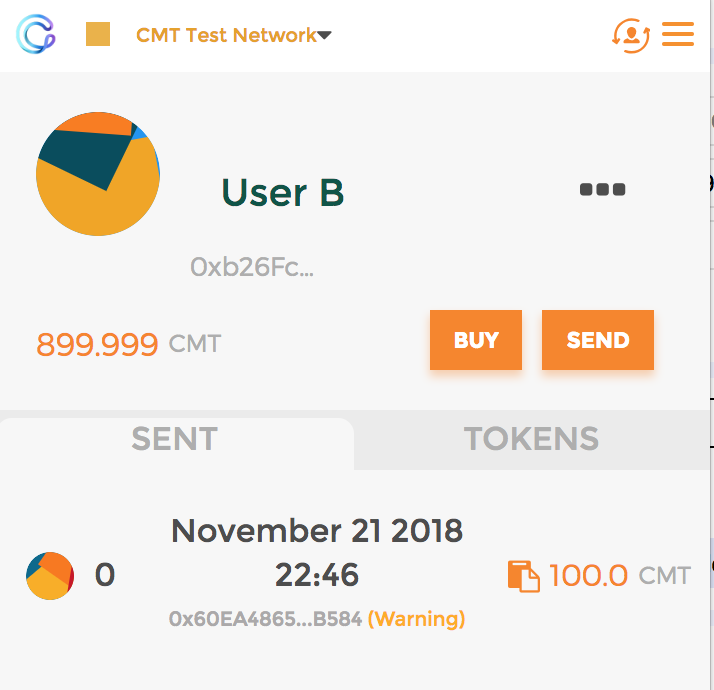 CMT Test Network
User B
0xb26Fc...
899.999 CMT
BUY
SEND
SENT
TOKENS
November 21 2018
0
22:46
100.0 CMT
0x60EA4865...B584 (Warning)